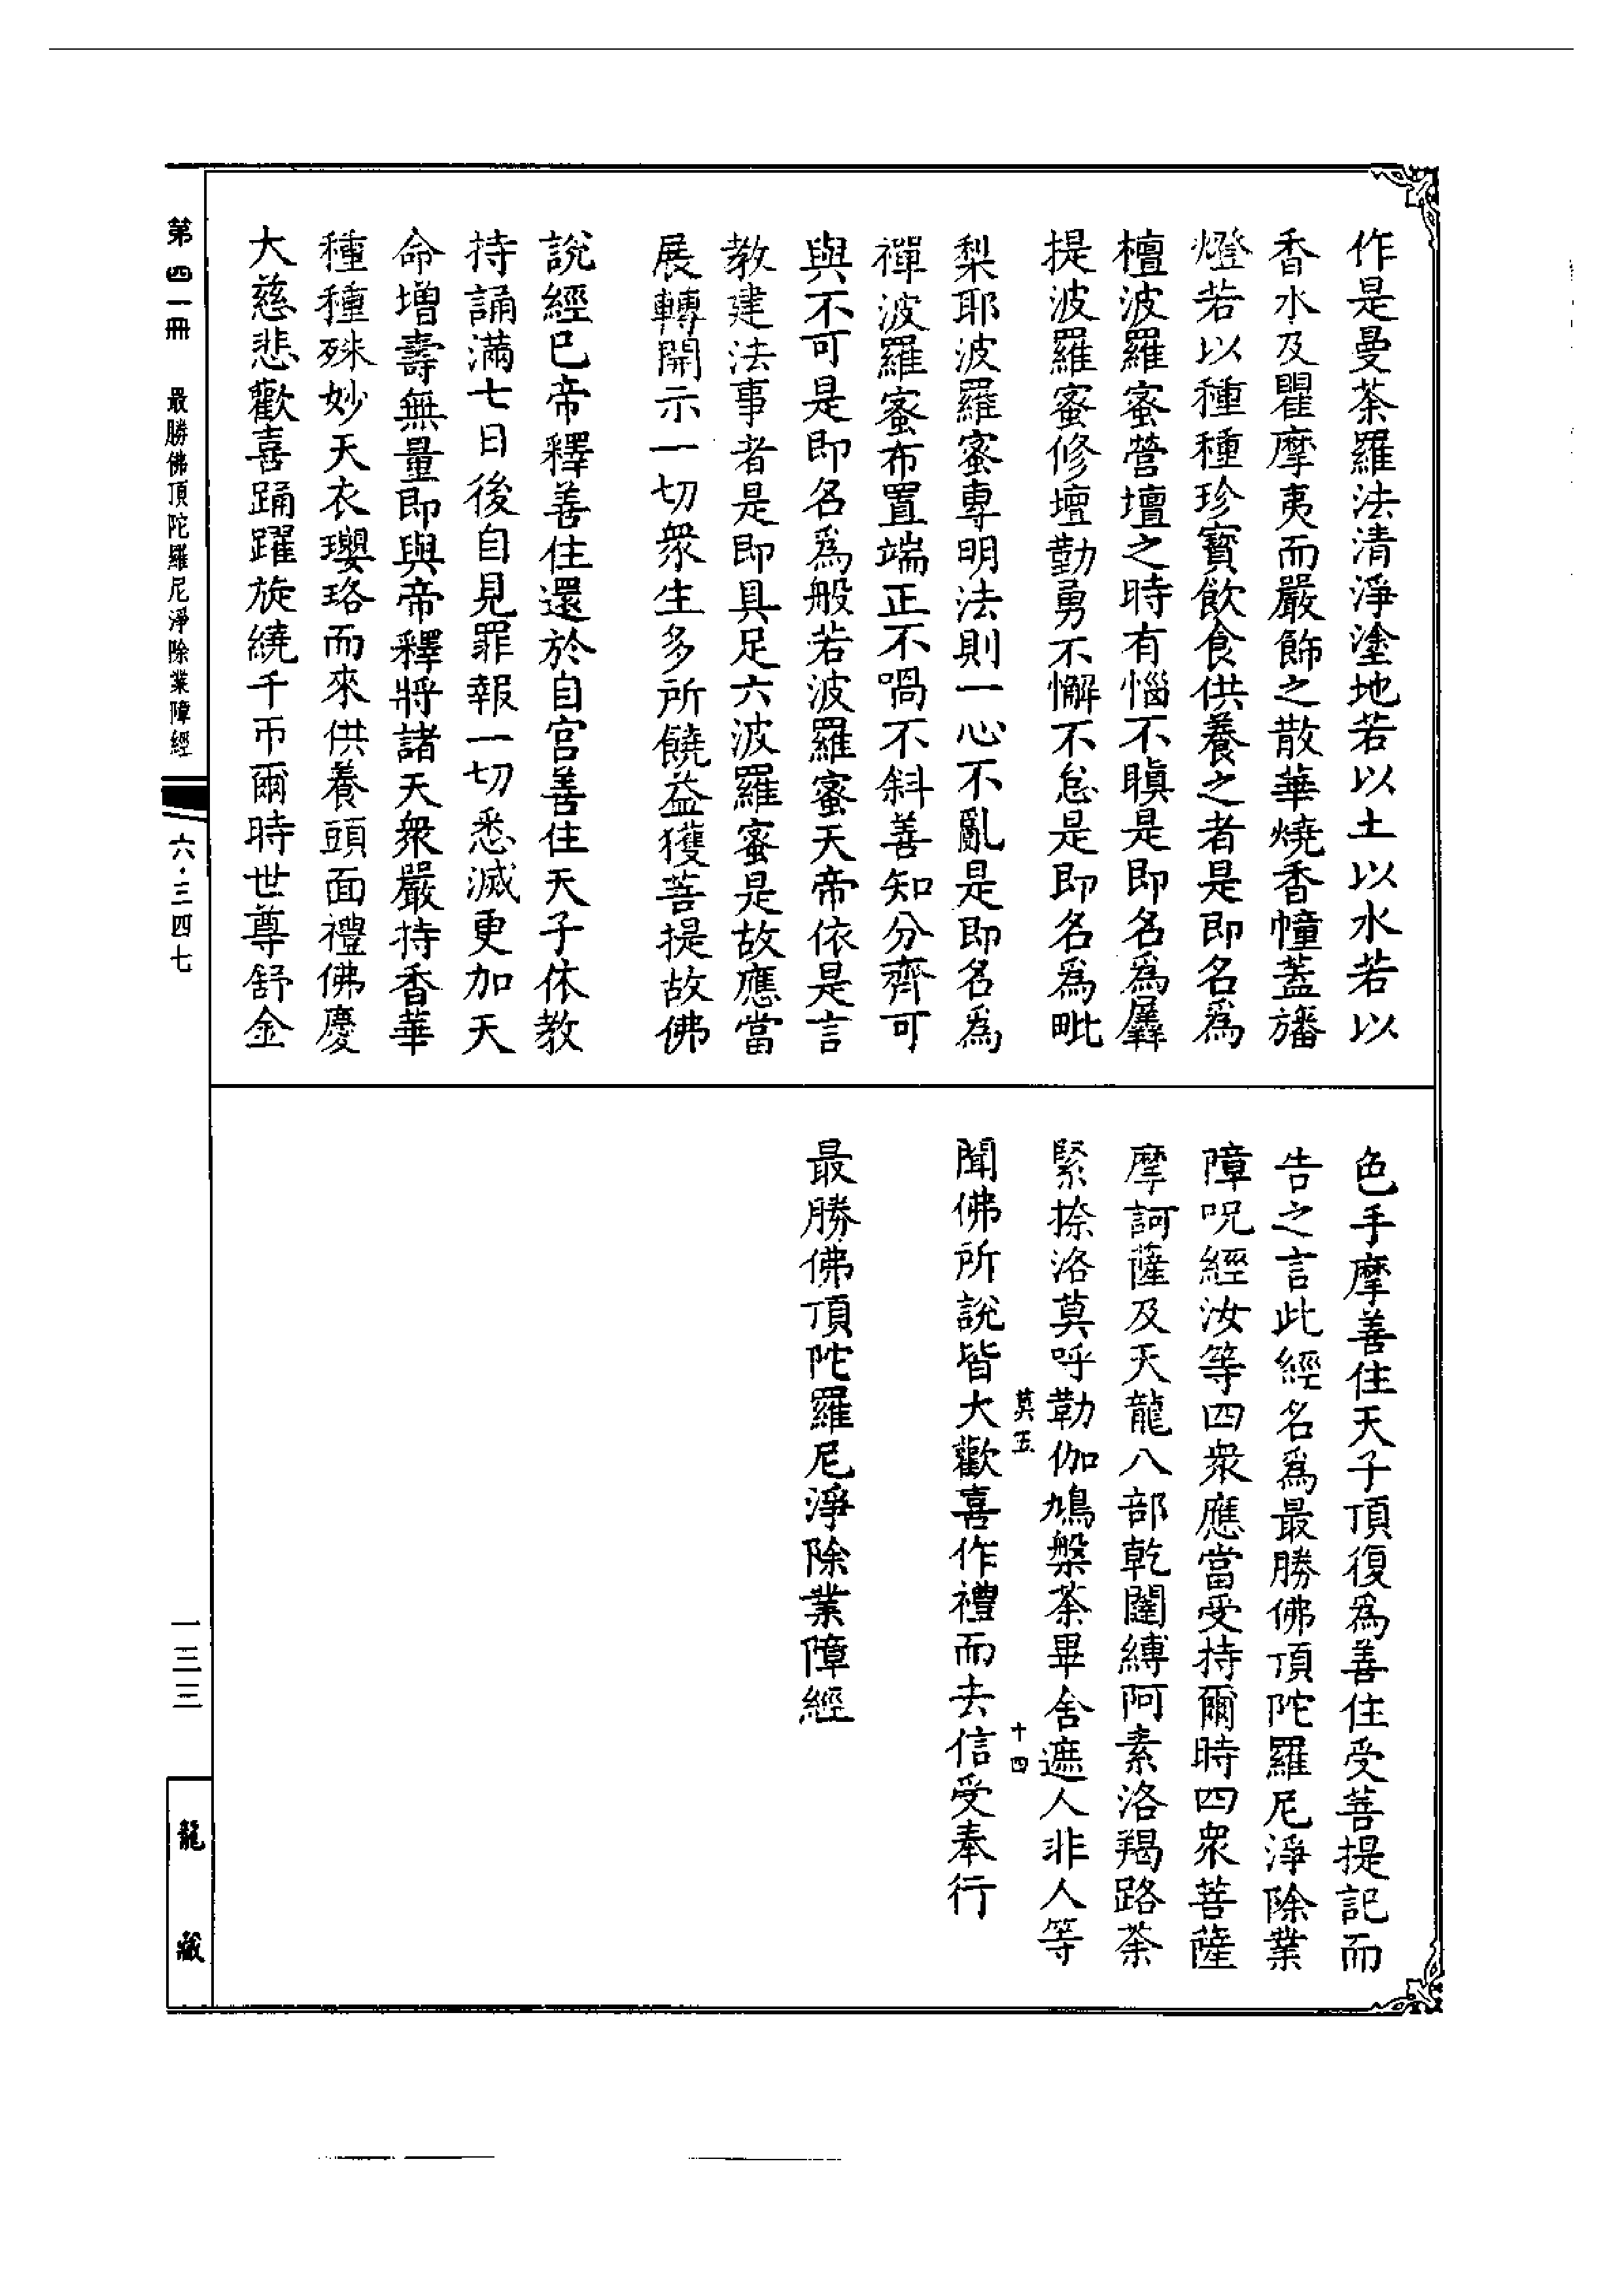 作是曼荼羅法清淨塗地若以土以水若以
香水及瞿摩夷而嚴飾之散華燒香幢蓋旛
燈若以種種珍寶飲食供養之者是即名爲
檀波羅蜜營壇之時有惱不瞋是即名爲羼
提波羅蜜修壇勤勇不懈不怠是即名爲毗
梨耶波羅蜜專明法則一心不亂是即名爲
禪波羅蜜布置端正不喎不斜善知分齊可
與不可是即名爲般若波羅蜜天帝依是言
教建法事者是即具足六波羅蜜是故應當
展轉開示一切衆生多所饒益獲菩提故佛
說經已帝釋善住還於自宮善住天子依教
持誦滿七日後自見罪報一切悉滅更加天
命增壽無量即與帝釋將諸天衆嚴持香華
種種殊妙天衣瓔珞而來供養頭面禮佛慶
大慈悲歡喜踊躍旋繞千帀爾時世尊舒金
色手摩善住天子頂復爲善住受菩提記而
告之言此經名爲最勝佛頂陀羅尼淨除業
障呪經汝等四衆應當受持爾時四衆菩薩
摩訶薩及天龍八部乾闥縛阿素洛羯路荼
緊捺洛莫呼勒伽鳩槃荼畢舍遮人非人等
莫五 十四
聞佛所說皆大歡喜作禮而去信受奉行
最勝佛頂陀羅尼淨除業障經
第四一冊 最勝佛頂陀羅尼淨除業障經 六·三四七
一三三
龍藏